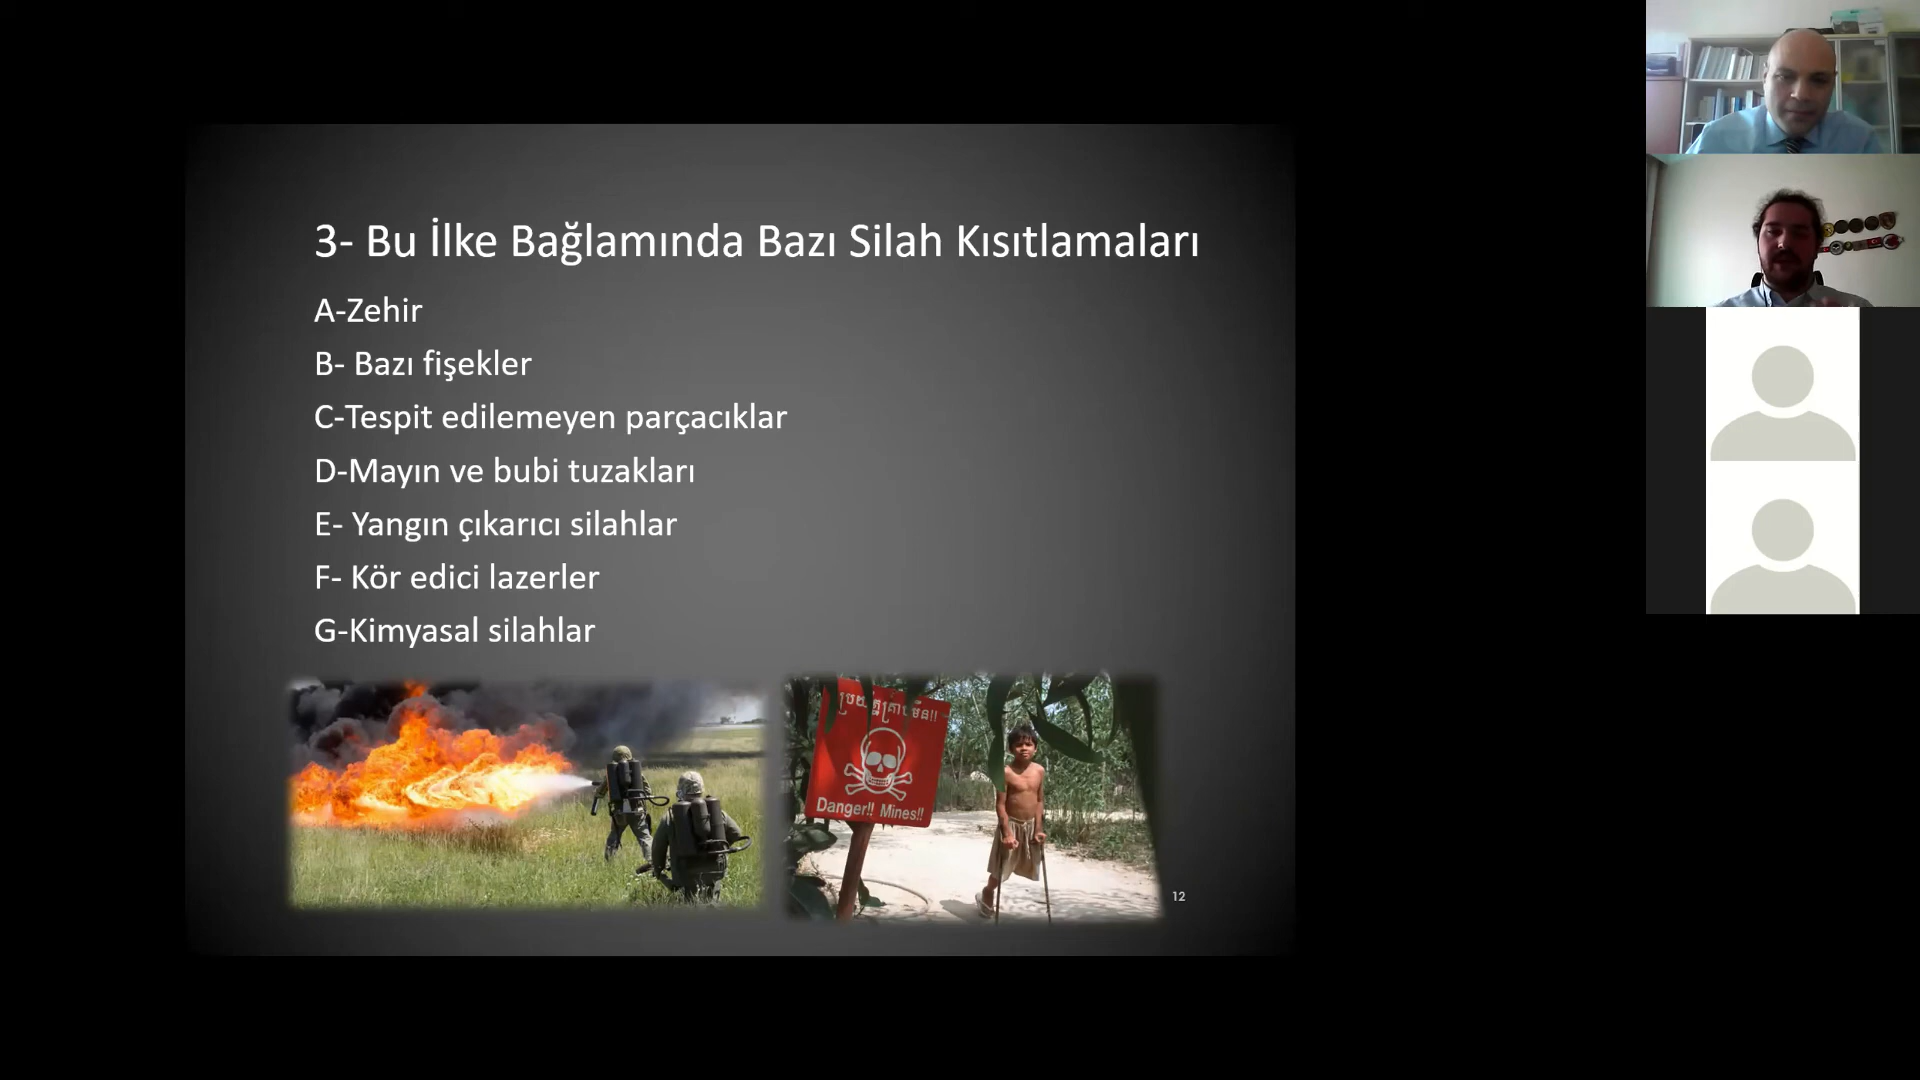 3- Bu İlke Bağlamında Bazı Silah Kısıtlamaları
A-Zehir
B- Bazı fişekler
C-Tespit edilemeyen parçacıklar
D-Mayın ve bubi tuzakları
E- Yangın çıkarıcı silahlar
F- Kör edici lazerler
G-Kimyasal silahlar
Danger!! Mines!!
12